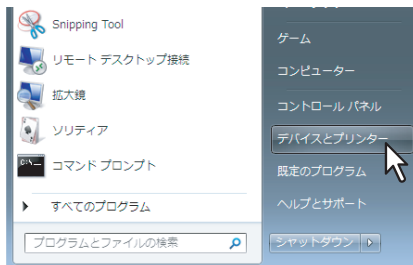 Snipping Tool
リモート デスクトップ接続
拡大鏡
ソリティア
コマンド プロンプト
すべてのプログラム
プログラムとファイルの検索
ゲーム
コンピューター
コントロール パネル
デバイスとプリンター
既定のプログラム
ヘルプとサポート
シャットダウン